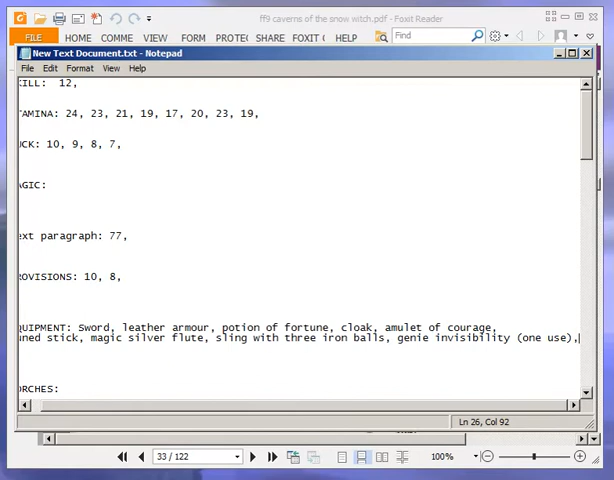 ff9 caverns of the snow witch.pdf - Foxit Reader
FILE HOME COMME VIEW FORM PROTEC SHARE FOXIT C HELP Find
New Text Document.txt - Notepad
File Edit Format View Help
KILL: 12,
TAMINA: 24, 23, 21, 19, 17, 20, 23, 19,
UCK: 10, 9, 8, 7,
AGIC:
ext paragraph: 77,
ROVISIONS: 10, 8,
QUIPMENT: Sword, leather armour, potion of fortune, cloak, amulet of courage,
uned stick, magic silver flute, sling with three iron balls, genie invisibility (one use),
ORCHES:
Ln 26, Col 92
33 / 122 100%